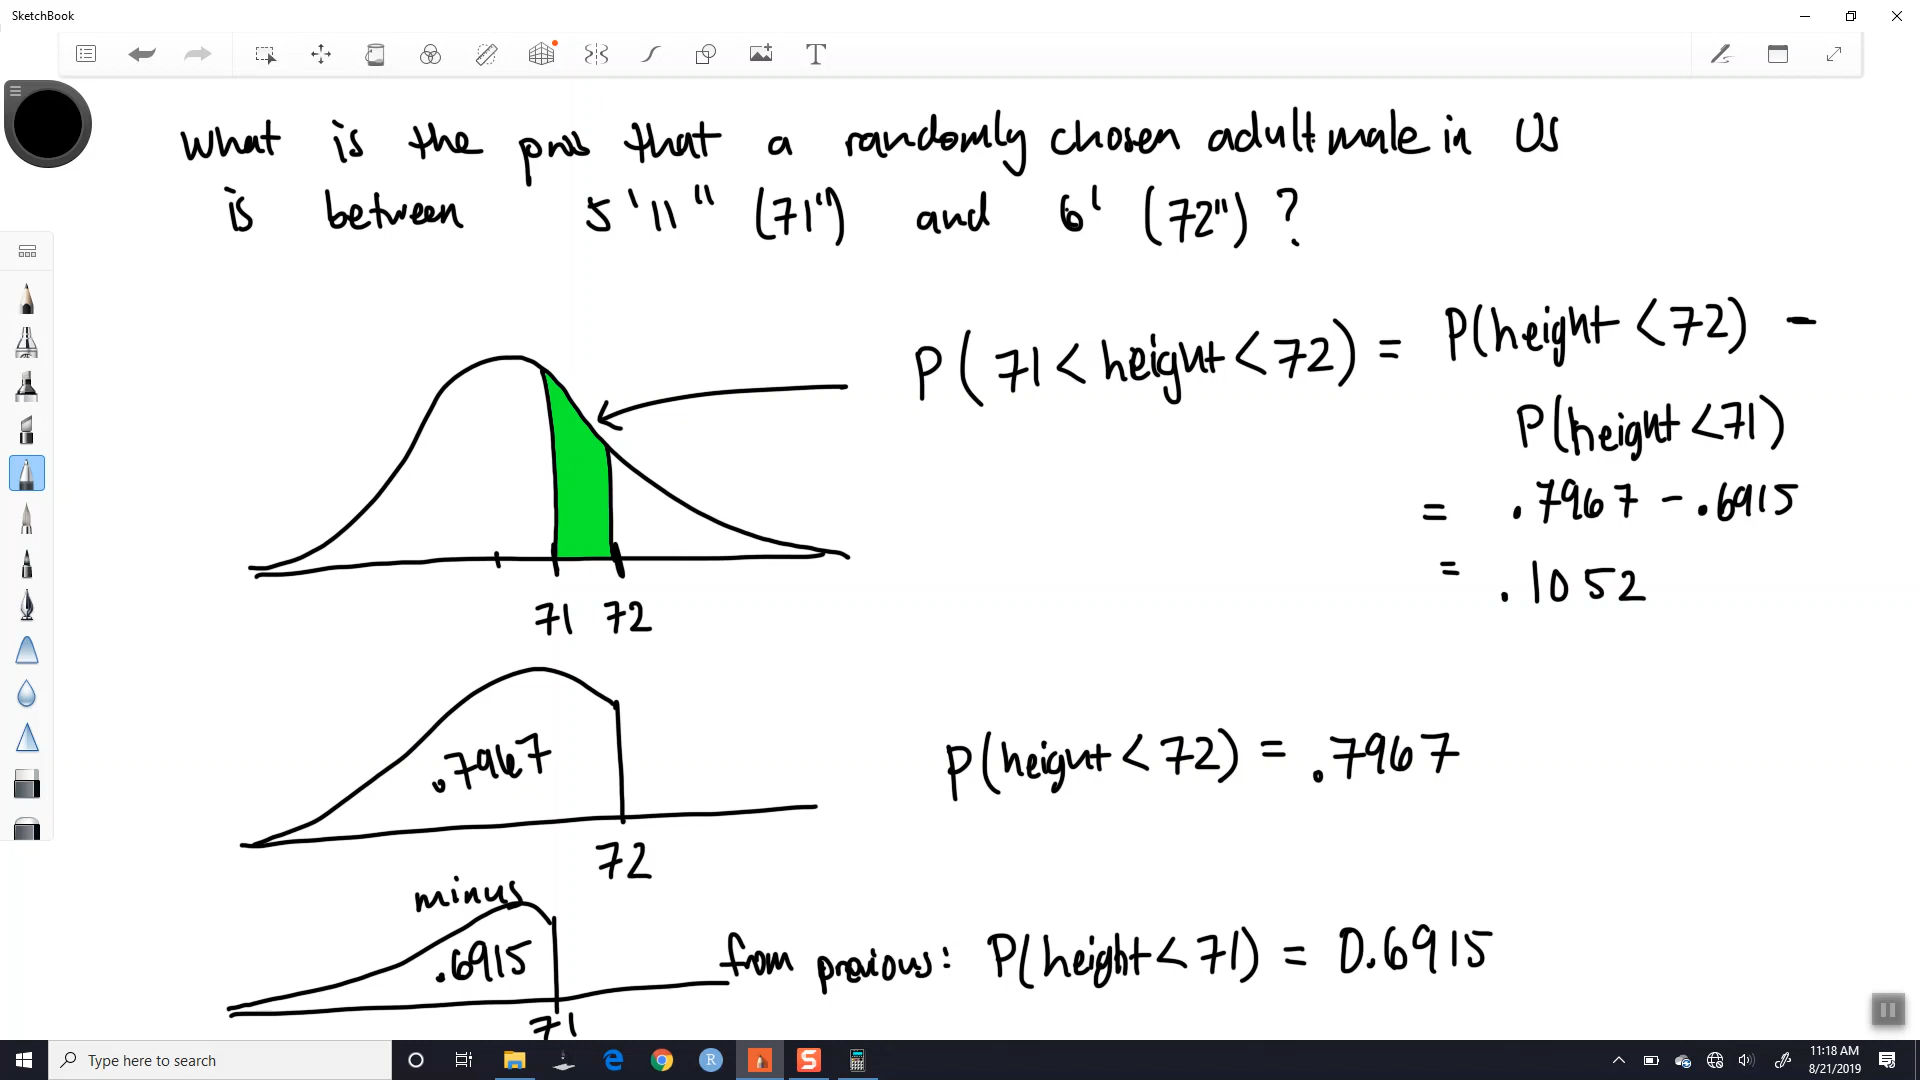 SketchBook
What is the prob that a randomly chosen adult male in US
is between 5'11" (71") and 6' (72")?
P(71 < height < 72) = P(height < 72) -
P(height < 71)
= .7967 - .6915
= .1052
71 72
.7967
P(height < 72) = .7967
72
minus
.6915
from previous: P(height < 71) = 0.6915
71
Type here to search
11:18 AM
8/21/2019